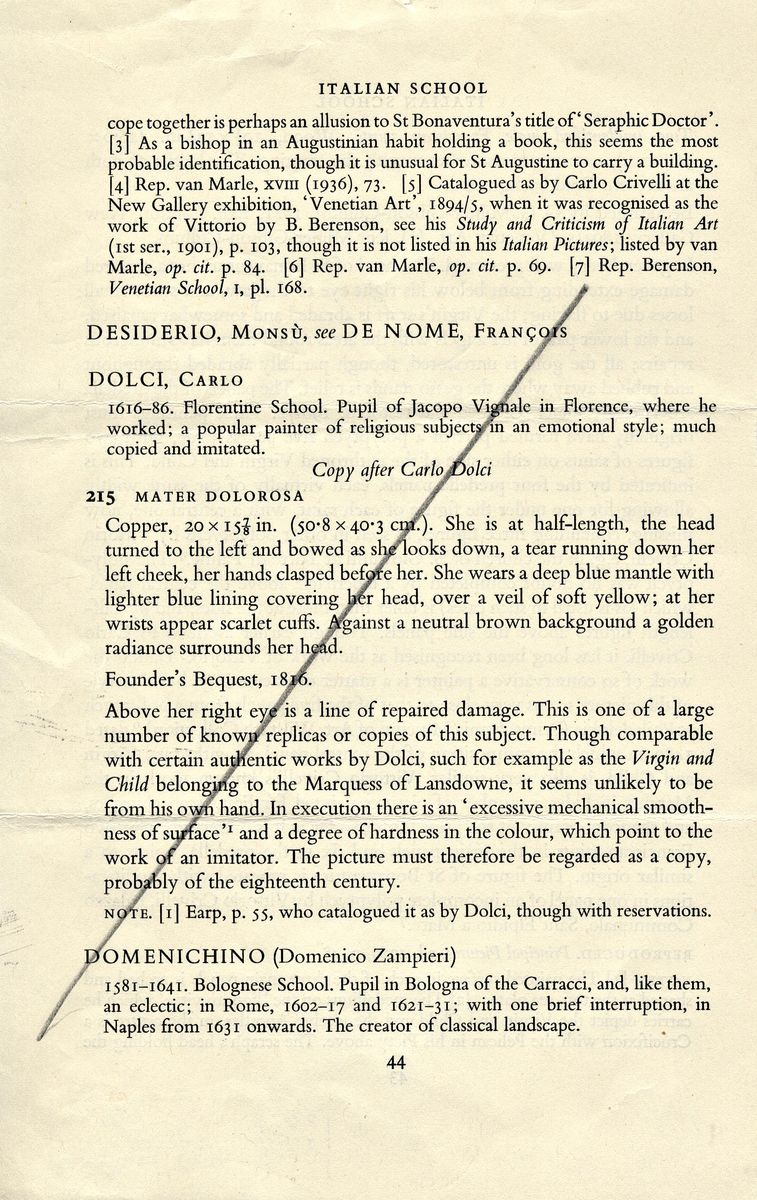 ITALIAN SCHOOL
cope together is perhaps an allusion to St Bonaventura's title of ‘Seraphic Doctor’.
[3] As a bishop in an Augustinian habit holding a book, this seems the most
probable identification, though it is unusual for St Augustine to carry a building.
[4] Rep. van Marle, XVIII (1936), 73. [5] Catalogued as by Carlo Crivelli at the
New Gallery exhibition, ‘Venetian Art’, 1894/5, when it was recognised as the
work of Vittorio by B. Berenson, see his Study and Criticism of Italian Art
(1st ser., 1901), p. 103, though it is not listed in his Italian Pictures; listed by van
Marle, op. cit. p. 84. [6] Rep. van Marle, op. cit. p. 69. [7] Rep. Berenson,
Venetian School, I, pl. 168.
DESIDERIO, MONSÙ, see DE NOME, FRANÇOIS
DOLCI, CARLO
1616–86. Florentine School. Pupil of Jacopo Vignale in Florence, where he
worked; a popular painter of religious subjects in an emotional style; much
copied and imitated.
Copy after Carlo Dolci
215 MATER DOLOROSA
Copper, 20 × 15⅞ in. (50·8 × 40·3 cm.). She is at half-length, the head
turned to the left and bowed as she looks down, a tear running down her
left cheek, her hands clasped before her. She wears a deep blue mantle with
lighter blue lining covering her head, over a veil of soft yellow; at her
wrists appear scarlet cuffs. Against a neutral brown background a golden
radiance surrounds her head.
Founder's Bequest, 1816.
Above her right eye is a line of repaired damage. This is one of a large
number of known replicas or copies of this subject. Though comparable
with certain authentic works by Dolci, such for example as the Virgin and
Child belonging to the Marquess of Lansdowne, it seems unlikely to be
from his own hand. In execution there is an ‘excessive mechanical smooth-
ness of surface’¹ and a degree of hardness in the colour, which point to the
work of an imitator. The picture must therefore be regarded as a copy,
probably of the eighteenth century.
NOTE. [1] Earp, p. 55, who catalogued it as by Dolci, though with reservations.
DOMENICHINO (Domenico Zampieri)
1581–1641. Bolognese School. Pupil in Bologna of the Carracci, and, like them,
an eclectic; in Rome, 1602–17 and 1621–31; with one brief interruption, in
Naples from 1631 onwards. The creator of classical landscape.
44